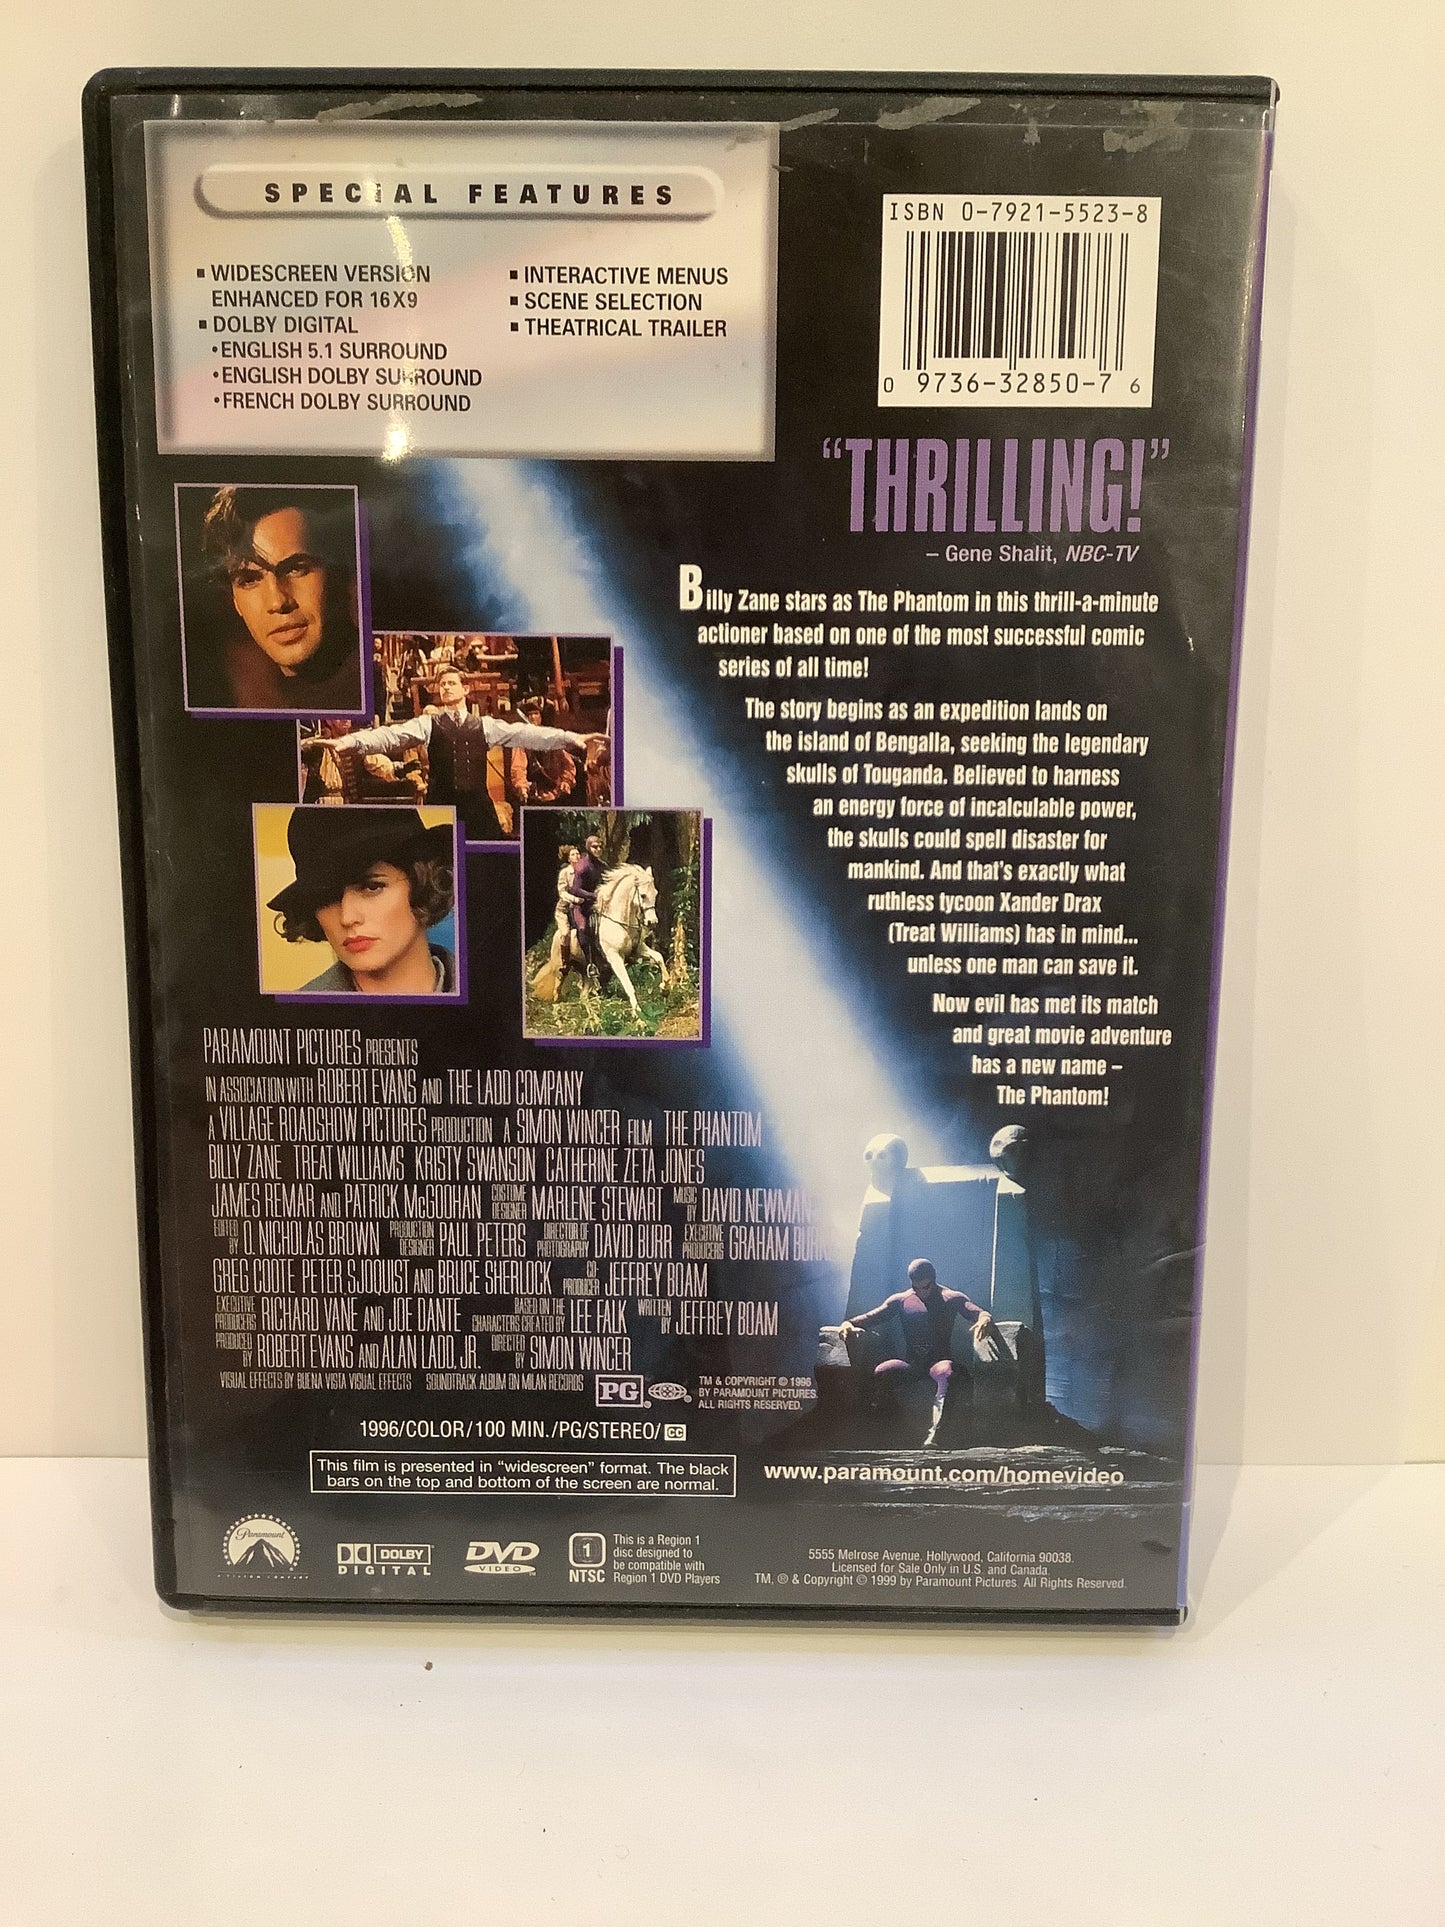 SPECIAL FEATURES
▪ WIDESCREEN VERSION
ENHANCED FOR 16X9
▪ DOLBY DIGITAL
• ENGLISH 5.1 SURROUND
• ENGLISH DOLBY SURROUND
• FRENCH DOLBY SURROUND
▪ INTERACTIVE MENUS
▪ SCENE SELECTION
▪ THEATRICAL TRAILER
ISBN 0-7921-5523-8
0 9736-32850-7 6
“THRILLING!”
– Gene Shalit, NBC-TV
Billy Zane stars as The Phantom in this thrill-a-minute
actioner based on one of the most successful comic
series of all time!
The story begins as an expedition lands on
the island of Bengalla, seeking the legendary
skulls of Touganda. Believed to harness
an energy force of incalculable power,
the skulls could spell disaster for
mankind. And that's exactly what
ruthless tycoon Xander Drax
(Treat Williams) has in mind...
unless one man can save it.
Now evil has met its match
and great movie adventure
has a new name –
The Phantom!
PARAMOUNT PICTURES PRESENTS
IN ASSOCIATION WITH ROBERT EVANS AND THE LADD COMPANY
A VILLAGE ROADSHOW PICTURES PRODUCTION A SIMON WINCER FILM THE PHANTOM
BILLY ZANE TREAT WILLIAMS KRISTY SWANSON CATHERINE ZETA JONES
JAMES REMAR AND PATRICK McGOOHAN COSTUME DESIGNER MARLENE STEWART MUSIC BY DAVID NEWMAN
EDITED BY O. NICHOLAS BROWN PRODUCTION DESIGNER PAUL PETERS DIRECTOR OF PHOTOGRAPHY DAVID BURR EXECUTIVE PRODUCERS GRAHAM BURKE
GREG COOTE PETER SJOQUIST AND BRUCE SHERLOCK CO-PRODUCER JEFFREY BOAM
EXECUTIVE PRODUCERS RICHARD VANE AND JOE DANTE BASED ON THE CHARACTERS CREATED BY LEE FALK WRITTEN BY JEFFREY BOAM
PRODUCED BY ROBERT EVANS AND ALAN LADD, JR. DIRECTED BY SIMON WINCER
VISUAL EFFECTS BY BUENA VISTA VISUAL EFFECTS SOUNDTRACK ALBUM ON MILAN RECORDS
PG
TM & COPYRIGHT © 1996
BY PARAMOUNT PICTURES.
ALL RIGHTS RESERVED.
1996/COLOR/100 MIN./PG/STEREO/CC
This film is presented in “widescreen” format. The black
bars on the top and bottom of the screen are normal.
www.paramount.com/homevideo
Paramount
DOLBY
DIGITAL
DVD
VIDEO
1
NTSC
This is a Region 1
disc designed to
be compatible with
Region 1 DVD Players
5555 Melrose Avenue, Hollywood, California 90038.
Licensed for Sale Only in U.S. and Canada.
TM, ® & Copyright © 1999 by Paramount Pictures. All Rights Reserved.